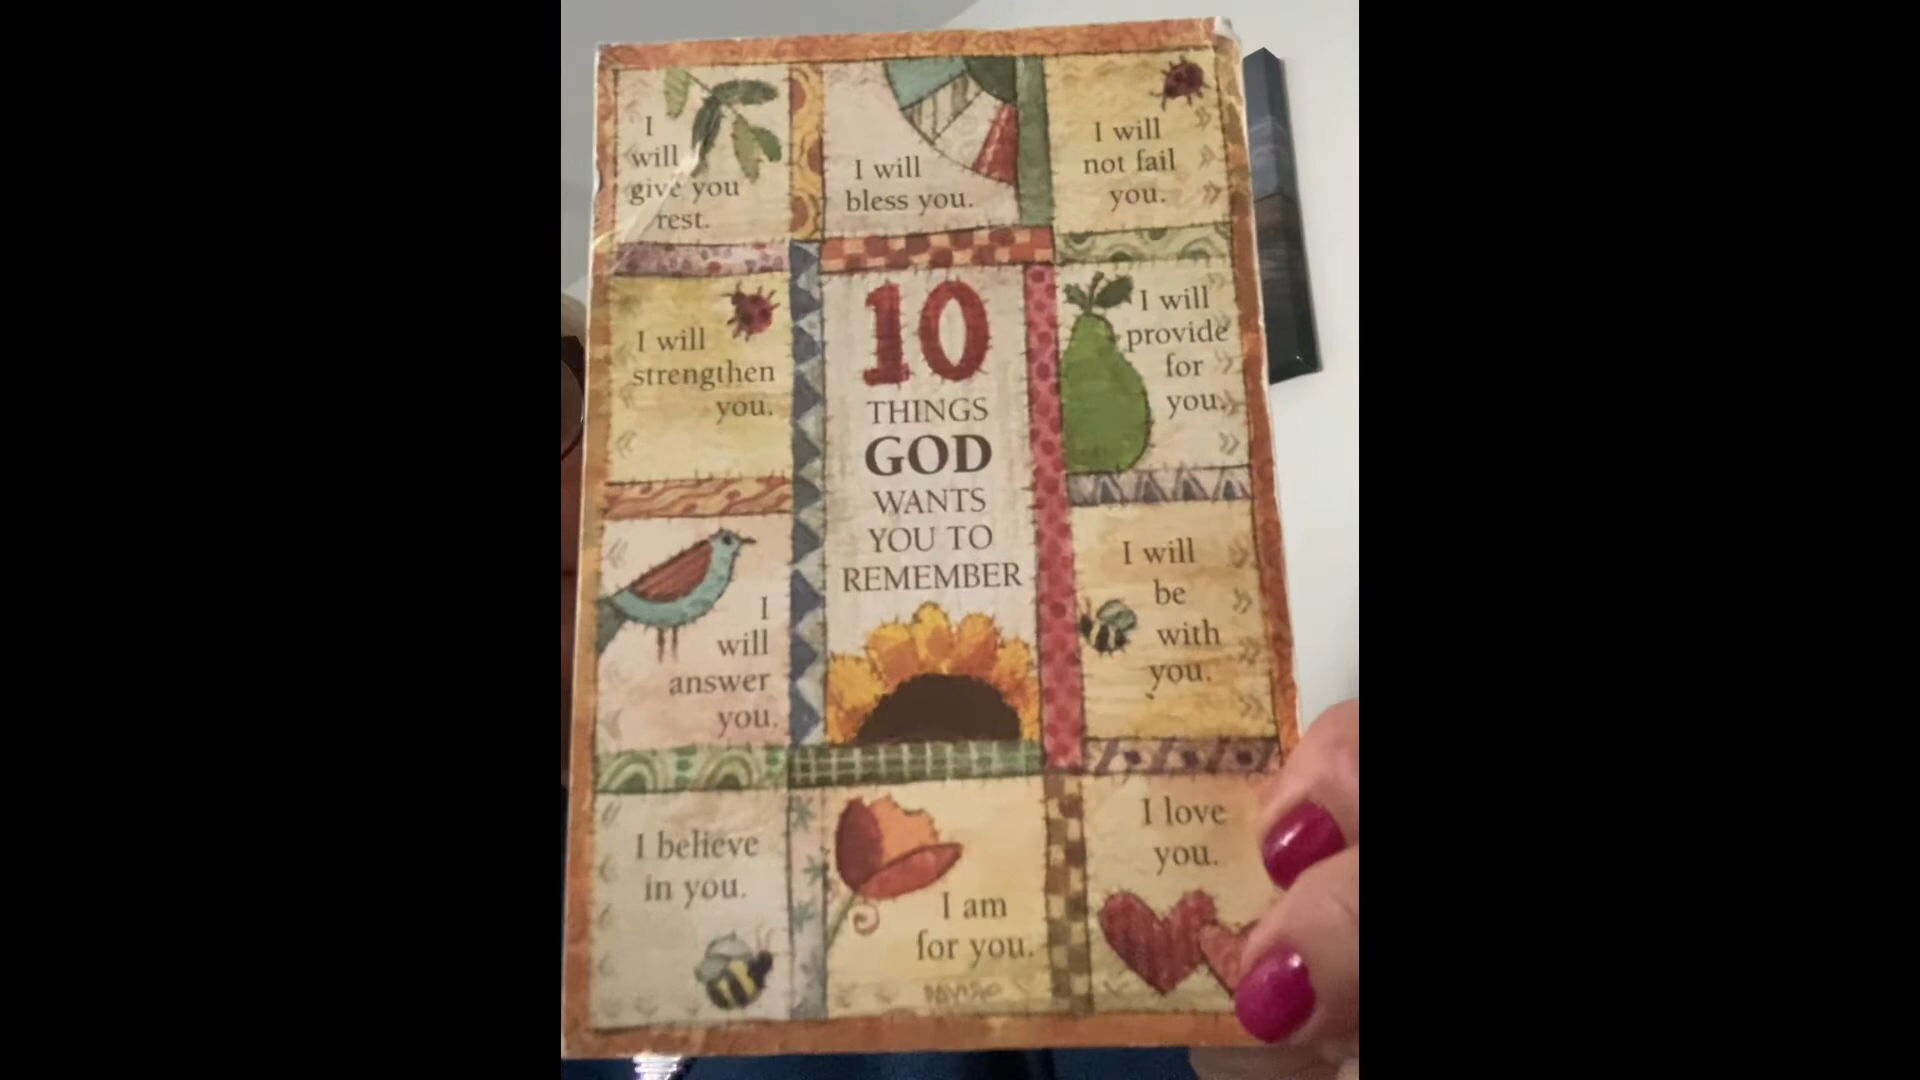 I
will
give you
rest.
I will
bless you.
I will
not fail
you.
I will
strengthen
you.
10
THINGS
GOD
WANTS
YOU TO
REMEMBER
I will
provide
for
you.
I
will
answer
you.
I will
be
with
you.
I believe
in you.
I am
for you.
I love
you.